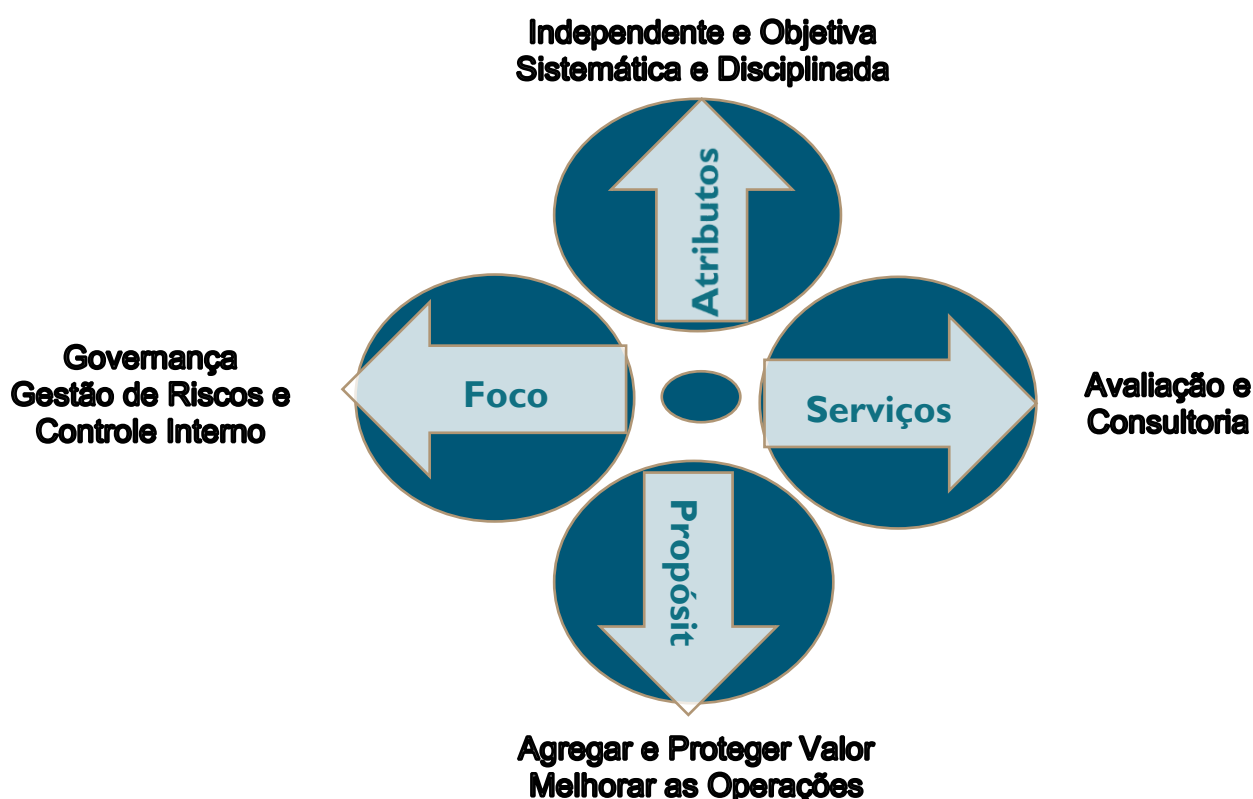 Independente e Objetiva
Sistemática e Disciplinada
Atributos
Governança
Gestão de Riscos e
Controle Interno
Foco
Serviços
Avaliação e
Consultoria
Propósit
Agregar e Proteger Valor
Melhorar as Operações